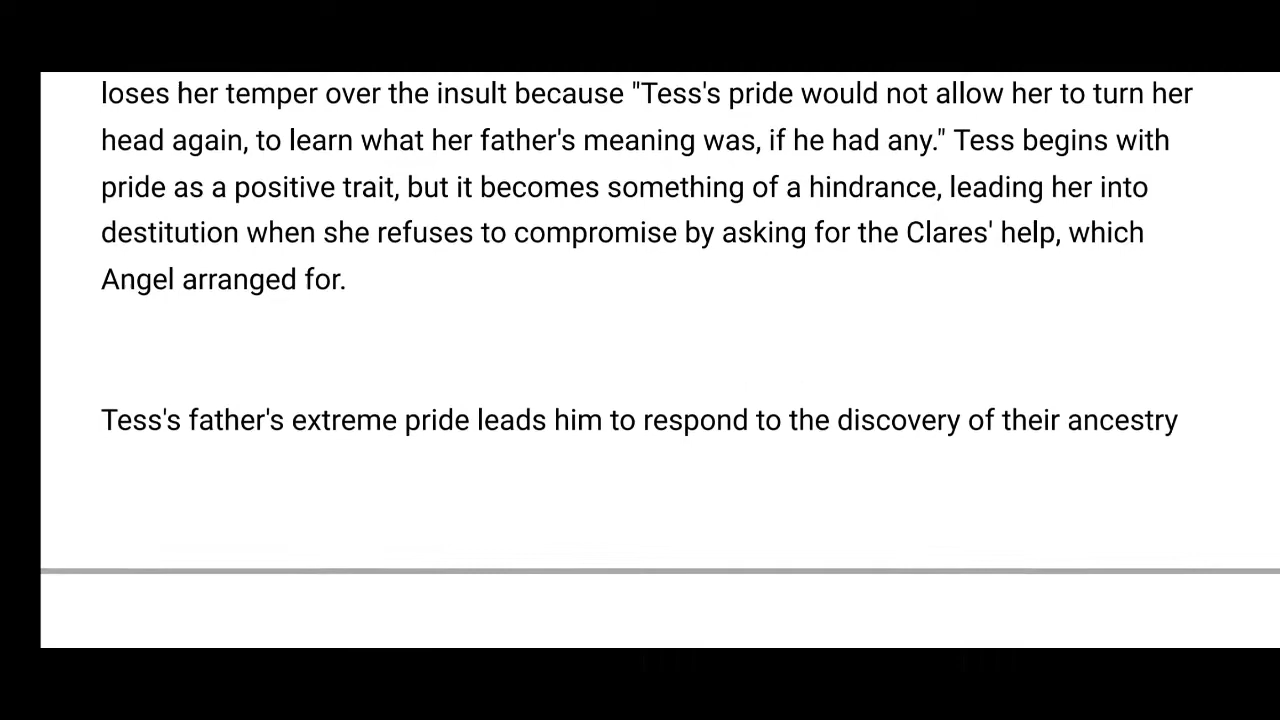 loses her temper over the insult because "Tess's pride would not allow her to turn her
head again, to learn what her father's meaning was, if he had any." Tess begins with
pride as a positive trait, but it becomes something of a hindrance, leading her into
destitution when she refuses to compromise by asking for the Clares' help, which
Angel arranged for.
Tess's father's extreme pride leads him to respond to the discovery of their ancestry